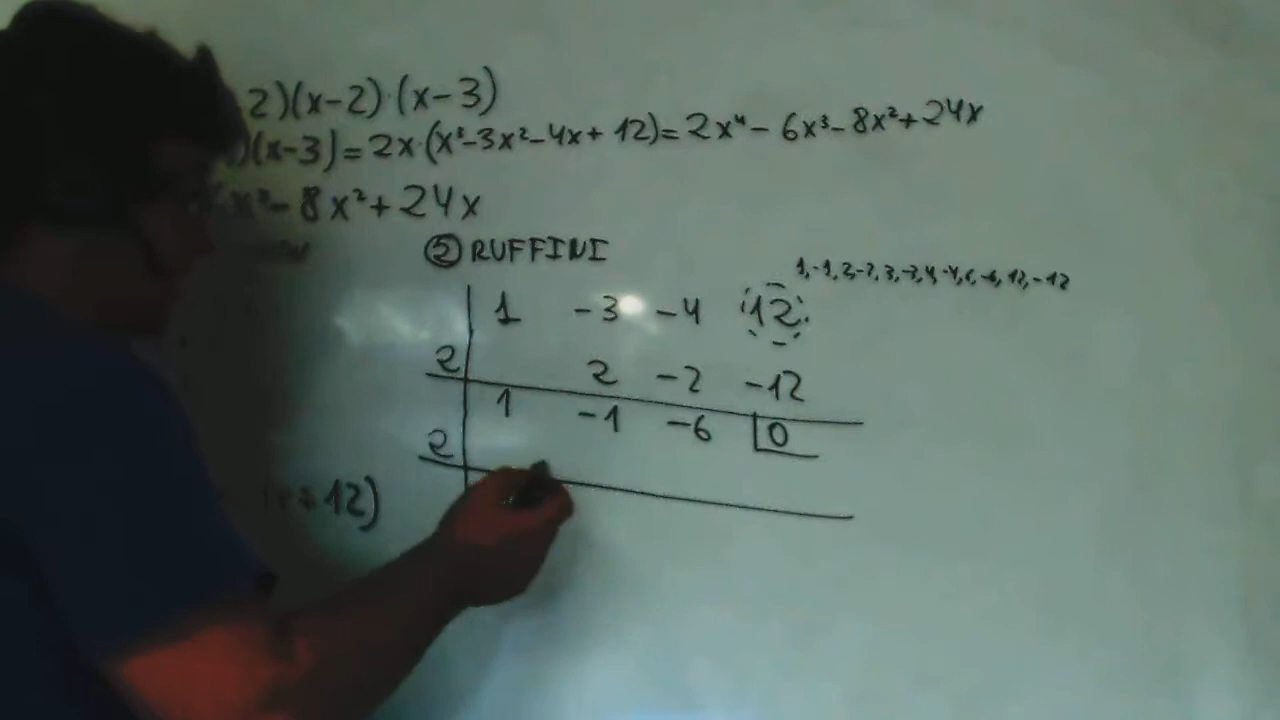 2)(x-2)·(x-3)
)(x-3)=2x·(x³-3x²-4x+12)=2x⁴-6x³-8x²+24x
x³-8x²+24x
② RUFFINI
1,-1,2,-2,3,-3,4,-4,6,-6,12,-12
1 -3 -4 12
2 2 -2 -12
1 -1 -6 0
2
+12)